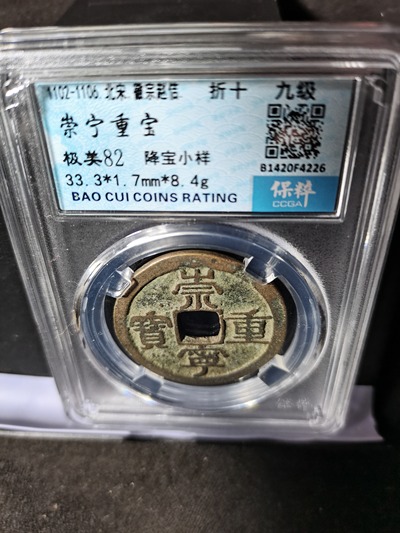 1102-1106.北宋.徽宗赵佶 折十 九级
崇宁重宝
极美82 降宝小样
33.3*1.7mm*8.4g
BAO CUI COINS RATING
B1420F4226
保粹
CCGA
崇
寧
重
寳